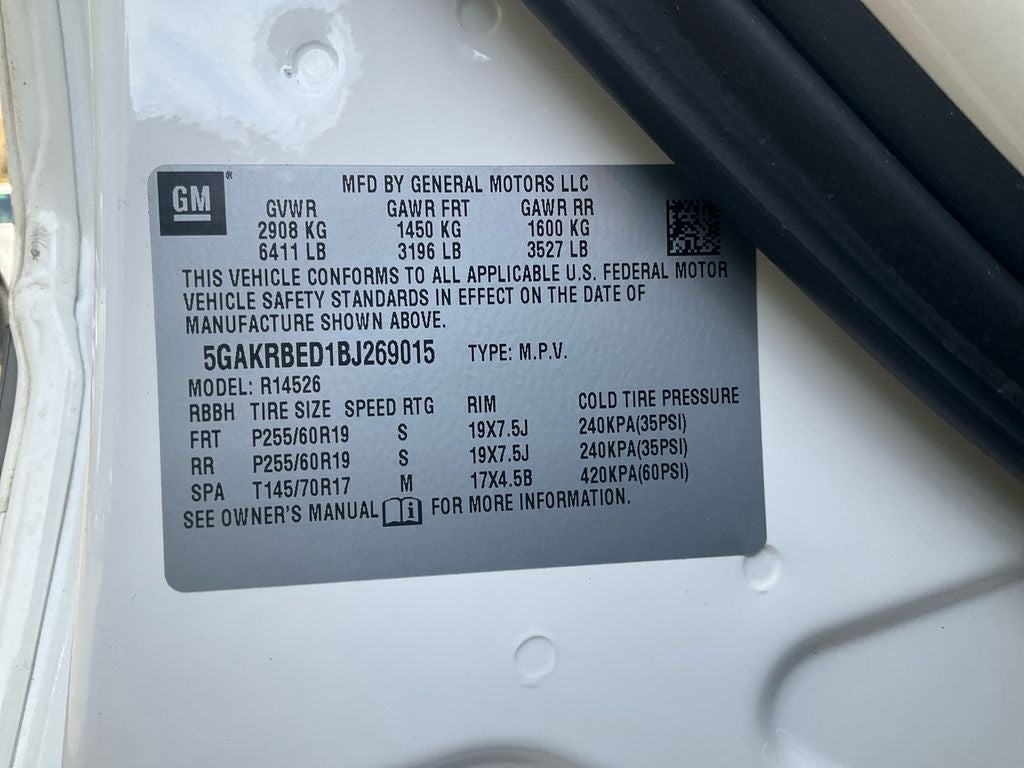 GM® MFD BY GENERAL MOTORS LLC
GVWR GAWR FRT GAWR RR
2908 KG 1450 KG 1600 KG
6411 LB 3196 LB 3527 LB
THIS VEHICLE CONFORMS TO ALL APPLICABLE U.S. FEDERAL MOTOR
VEHICLE SAFETY STANDARDS IN EFFECT ON THE DATE OF
MANUFACTURE SHOWN ABOVE.
5GAKRBED1BJ269015 TYPE: M.P.V.
MODEL: R14526
RBBH TIRE SIZE SPEED RTG RIM COLD TIRE PRESSURE
FRT P255/60R19 S 19X7.5J 240KPA(35PSI)
RR P255/60R19 S 19X7.5J 240KPA(35PSI)
SPA T145/70R17 M 17X4.5B 420KPA(60PSI)
SEE OWNER'S MANUAL FOR MORE INFORMATION.